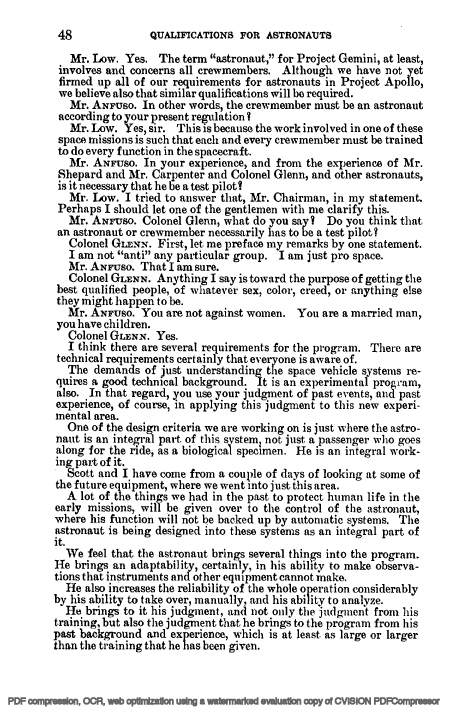 48 QUALIFICATIONS FOR ASTRONAUTS
Mr. Low. Yes. The term "astronaut," for Project Gemini, at least,
involves and concerns all crewmembers. Although we have not yet
firmed up all of our requirements for astronauts in Project Apollo,
we believe also that similar qualifications will be required.
Mr. Anfuso. In other words, the crewmember must be an astronaut
according to your present regulation?
Mr. Low. Yes, sir. This is because the work involved in one of these
space missions is such that each and every crewmember must be trained
to do every function in the spacecraft.
Mr. Anfuso. In your experience, and from the experience of Mr.
Shepard and Mr. Carpenter and Colonel Glenn, and other astronauts,
is it necessary that he be a test pilot?
Mr. Low. I tried to answer that, Mr. Chairman, in my statement.
Perhaps I should let one of the gentlemen with me clarify this.
Mr. Anfuso. Colonel Glenn, what do you say? Do you think that
an astronaut or crewmember necessarily has to be a test pilot?
Colonel Glenn. First, let me preface my remarks by one statement.
I am not "anti" any particular group. I am just pro space.
Mr. Anfuso. That I am sure.
Colonel Glenn. Anything I say is toward the purpose of getting the
best qualified people, of whatever sex, color, creed, or anything else
they might happen to be.
Mr. Anfuso. You are not against women. You are a married man,
you have children.
Colonel Glenn. Yes.
I think there are several requirements for the program. There are
technical requirements certainly that everyone is aware of.
The demands of just understanding the space vehicle systems re-
quires a good technical background. It is an experimental program,
also. In that regard, you use your judgment of past events, and past
experience, of course, in applying this judgment to this new experi-
mental area.
One of the design criteria we are working on is just where the astro-
naut is an integral part of this system, not just a passenger who goes
along for the ride, as a biological specimen. He is an integral work-
ing part of it.
Scott and I have come from a couple of days of looking at some of
the future equipment, where we went into just this area.
A lot of the things we had in the past to protect human life in the
early missions, will be given over to the control of the astronaut,
where his function will not be backed up by automatic systems. The
astronaut is being designed into these systems as an integral part of
it.
We feel that the astronaut brings several things into the program.
He brings an adaptability, certainly, in his ability to make observa-
tions that instruments and other equipment cannot make.
He also increases the reliability of the whole operation considerably
by his ability to take over, manually, and his ability to analyze.
He brings to it his judgment, and not only the judgment from his
training, but also the judgment that he brings to the program from his
past background and experience, which is at least as large or larger
than the training that he has been given.
PDF compression, OCR, web optimization using a watermarked evaluation copy of CVISION PDFCompressor